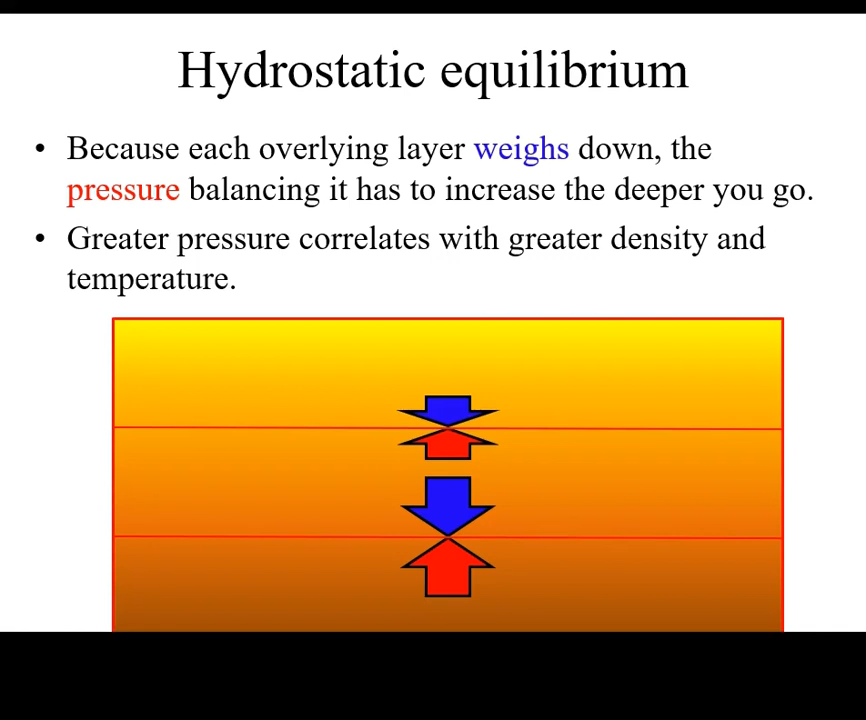 Hydrostatic equilibrium
• Because each overlying layer weighs down, the
pressure balancing it has to increase the deeper you go.
• Greater pressure correlates with greater density and
temperature.